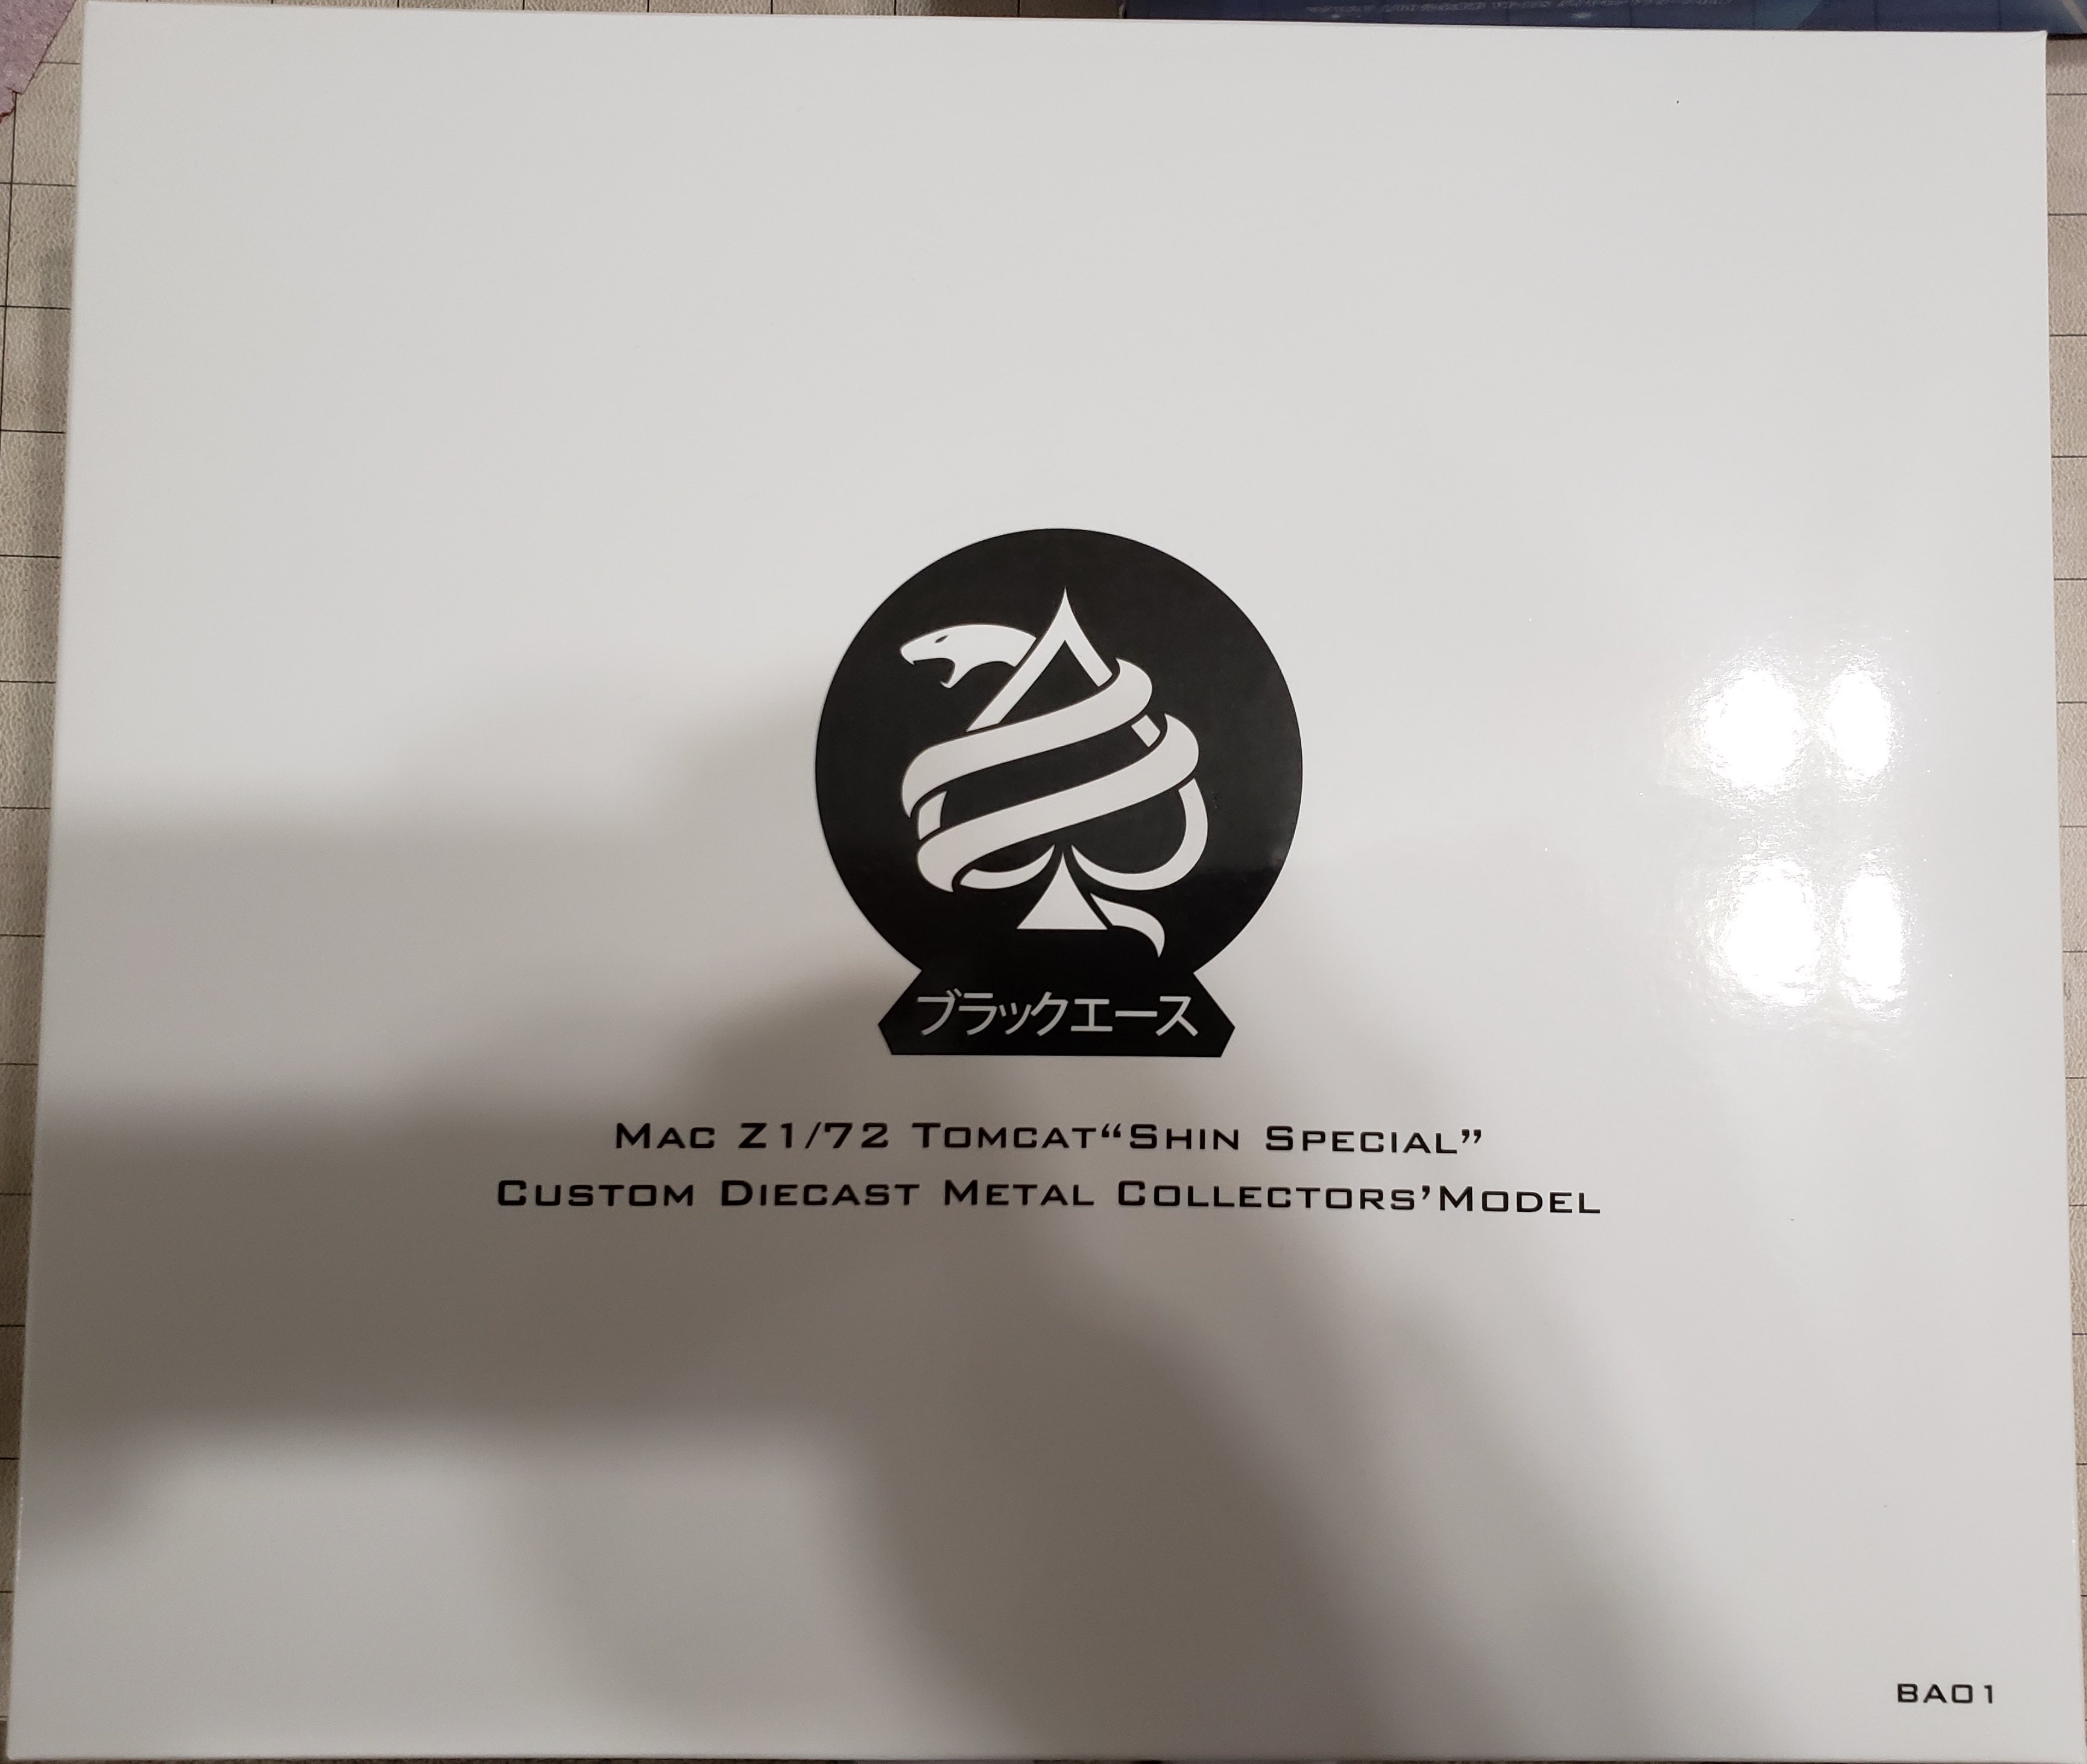 ブラックエース
Mac Z1/72 Tomcat“Shin Special”
Custom Diecast Metal Collectors’Model
BA01